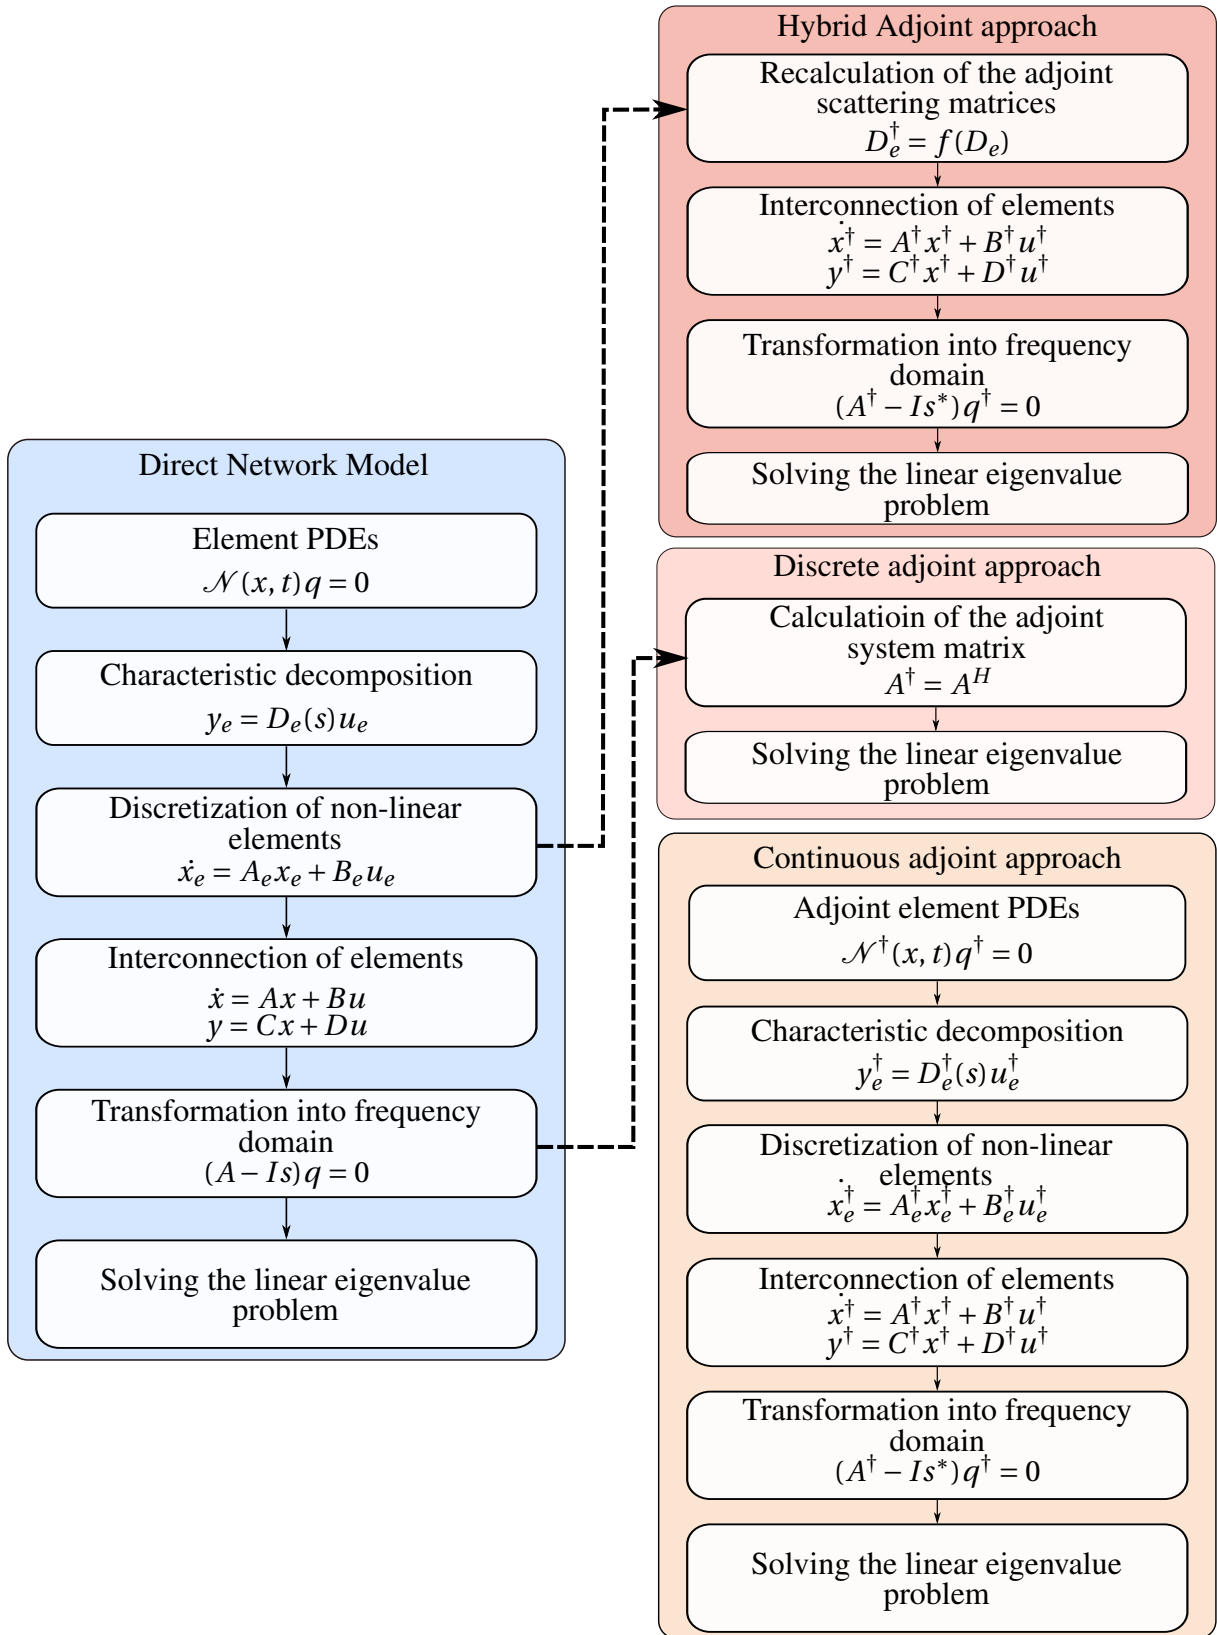 Hybrid Adjoint approach
Recalculation of the adjoint
scattering matrices
D_e^† = f(D_e)
Interconnection of elements
ẋ^† = A^† x^† + B^† u^†
y^† = C^† x^† + D^† u^†
Transformation into frequency
domain
(A^† − Is*)q^† = 0
Solving the linear eigenvalue
problem
Direct Network Model
Element PDEs
𝒩(x, t)q = 0
Characteristic decomposition
y_e = D_e(s)u_e
Discretization of non-linear
elements
ẋ_e = A_e x_e + B_e u_e
Interconnection of elements
ẋ = Ax + Bu
y = Cx + Du
Transformation into frequency
domain
(A − Is)q = 0
Solving the linear eigenvalue
problem
Discrete adjoint approach
Calculatioin of the adjoint
system matrix
A^† = A^H
Solving the linear eigenvalue
problem
Continuous adjoint approach
Adjoint element PDEs
𝒩^†(x, t)q^† = 0
Characteristic decomposition
y_e^† = D_e^†(s)u_e^†
Discretization of non-linear
elements
ẋ_e^† = A_e^† x_e^† + B_e^† u_e^†
Interconnection of elements
ẋ^† = A^† x^† + B^† u^†
y^† = C^† x^† + D^† u^†
Transformation into frequency
domain
(A^† − Is*)q^† = 0
Solving the linear eigenvalue
problem